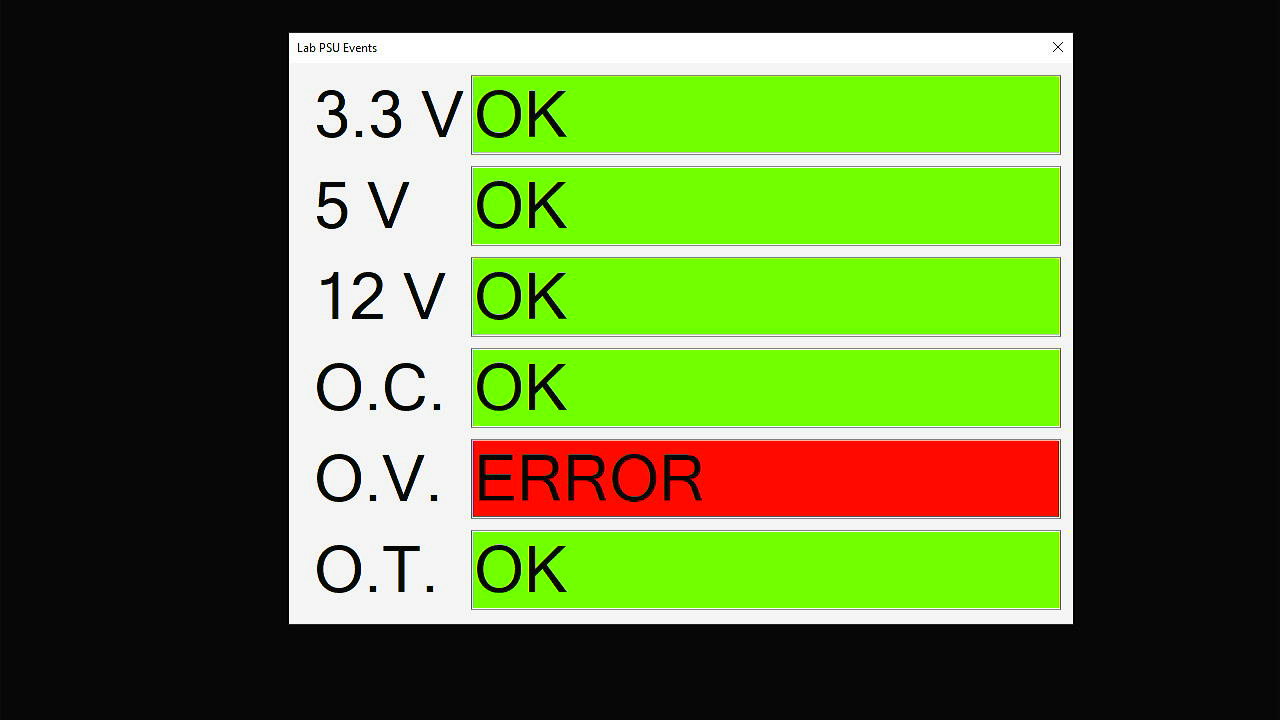 Lab PSU Events
3.3 V OK
5 V OK
12 V OK
O.C. OK
O.V. ERROR
O.T. OK